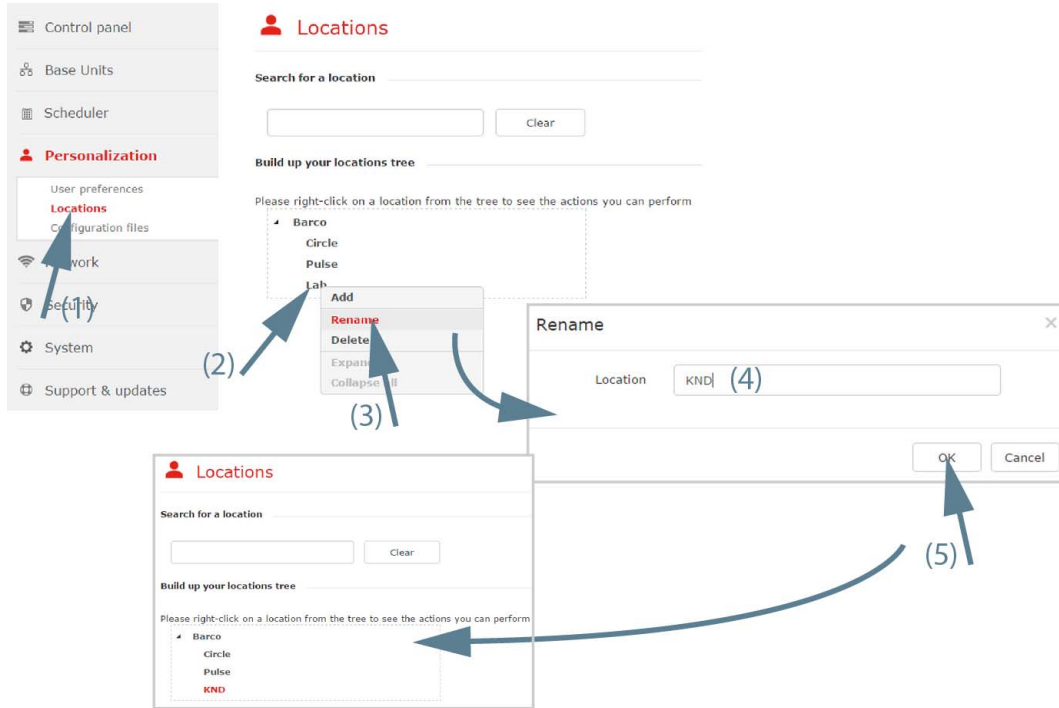 Control panel
Base Units
Scheduler
Personalization
User preferences
Locations
Configuration files
Network
Security
(1)
System
Support & updates
Locations
Search for a location
Clear
Build up your locations tree
Please right-click on a location from the tree to see the actions you can perform
Barco
Circle
Pulse
Lab
Add
Rename
Delete
Collapse all
(2)
(3)
Rename
×
Location
KND
(4)
OK
Cancel
(5)
Locations
Search for a location
Clear
Build up your locations tree
Please right-click on a location from the tree to see the actions you can perform
Barco
Circle
Pulse
KND